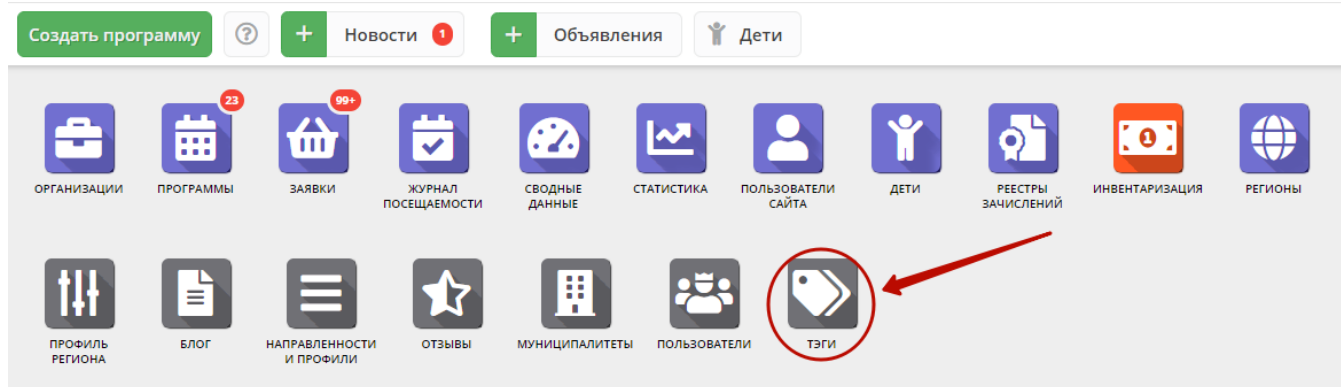 Создать программу ? + Новости 1 + Объявления Дети
23 99+
1
ОРГАНИЗАЦИИ ПРОГРАММЫ ЗАЯВКИ ЖУРНАЛ ПОСЕЩАЕМОСТИ СВОДНЫЕ ДАННЫЕ СТАТИСТИКА ПОЛЬЗОВАТЕЛИ САЙТА ДЕТИ РЕЕСТРЫ ЗАЧИСЛЕНИЙ ИНВЕНТАРИЗАЦИЯ РЕГИОНЫ
ПРОФИЛЬ РЕГИОНА БЛОГ НАПРАВЛЕННОСТИ И ПРОФИЛИ ОТЗЫВЫ МУНИЦИПАЛИТЕТЫ ПОЛЬЗОВАТЕЛИ ТЭГИ